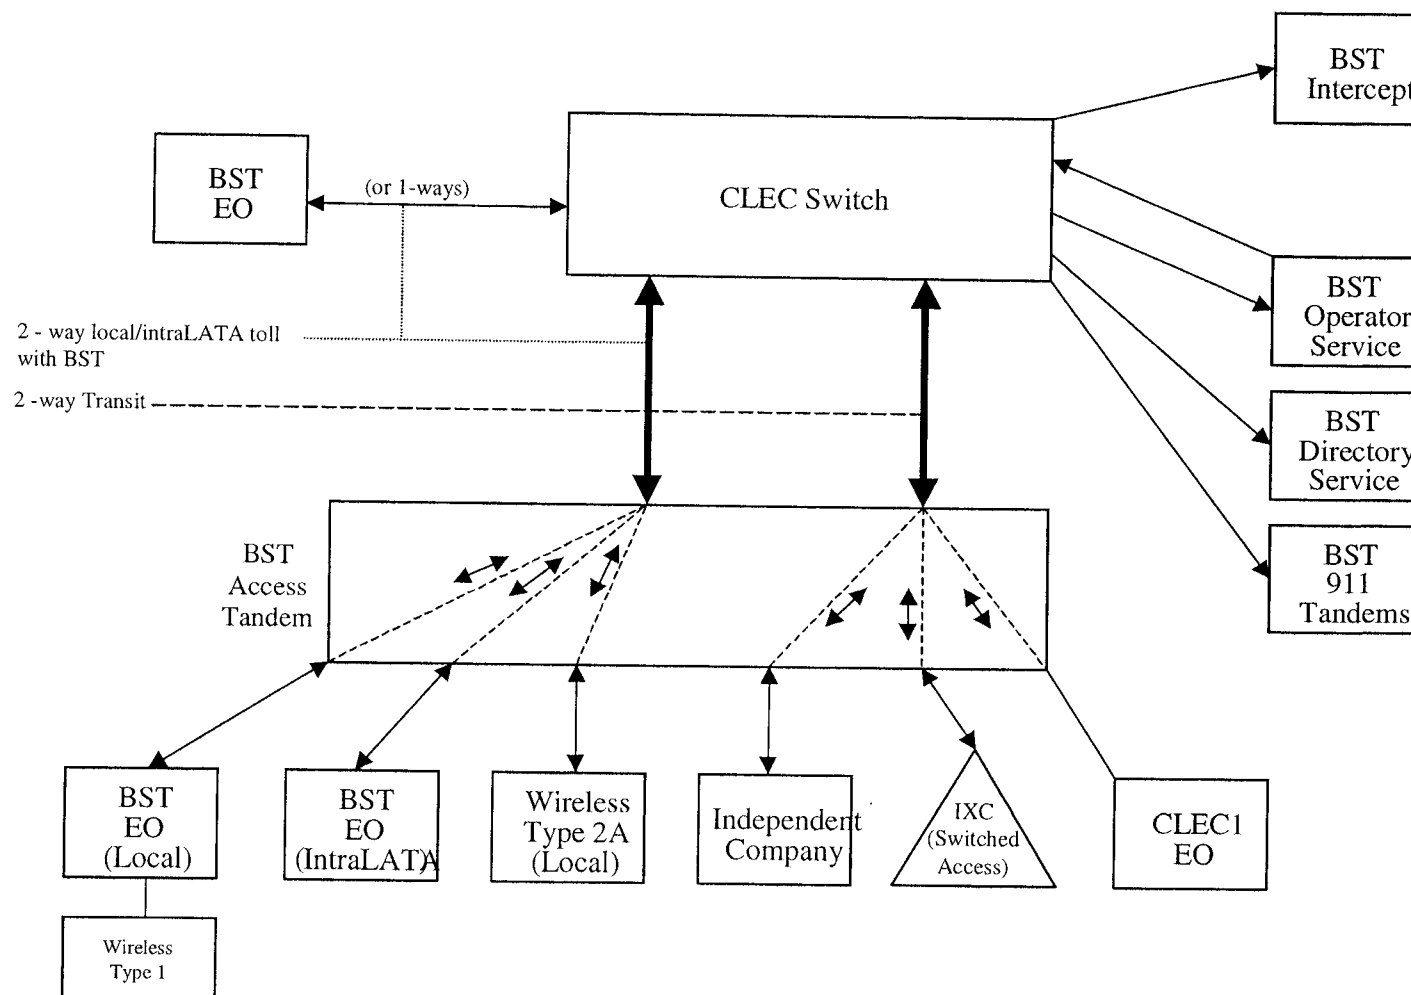 BST
Intercept
BST
EO
(or 1-ways)
CLEC Switch
BST
Operator
Service
2 - way local/intraLATA toll
with BST
2 -way Transit
BST
Directory
Service
BST
911
Tandems
BST
Access
Tandem
BST
EO
(Local)
BST
EO
(IntraLATA)
Wireless
Type 2A
(Local)
Independent
Company
IXC
(Switched
Access)
CLEC1
EO
Wireless
Type 1